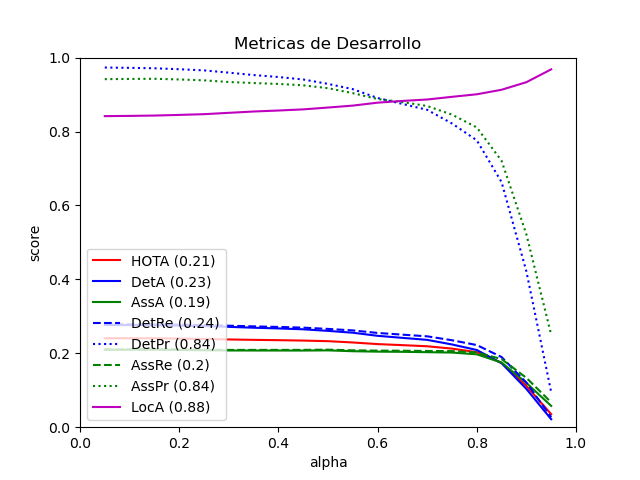 Metricas de Desarrollo
score
1.0
0.8
0.6
0.4
0.2
0.0
HOTA (0.21)
DetA (0.23)
AssA (0.19)
DetRe (0.24)
DetPr (0.84)
AssRe (0.2)
AssPr (0.84)
LocA (0.88)
0.0 0.2 0.4 0.6 0.8 1.0
alpha